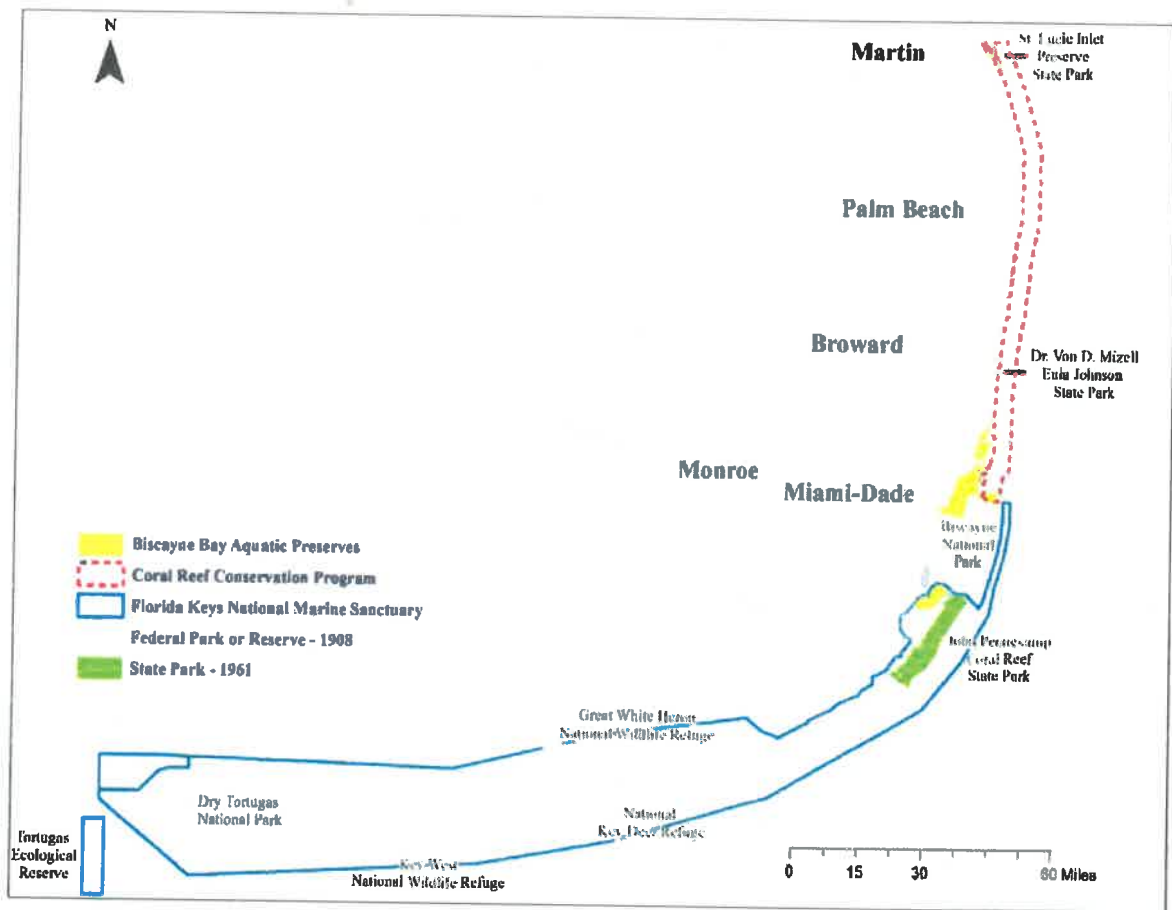 N
Martin
St. Lucie Inlet
Preserve
State Park
Palm Beach
Broward
Dr. Von D. Mizell
Eula Johnson
State Park
Monroe
Miami-Dade
Biscayne
National
Park
Biscayne Bay Aquatic Preserves
Coral Reef Conservation Program
Florida Keys National Marine Sanctuary
Federal Park or Reserve - 1908
State Park - 1961
John Pennekamp
Coral Reef
State Park
Great White Heron
National Wildlife Refuge
Dry Tortugas
National Park
National
Key Deer Refuge
Tortugas
Ecological
Reserve
Key West
National Wildlife Refuge
0 15 30 60 Miles